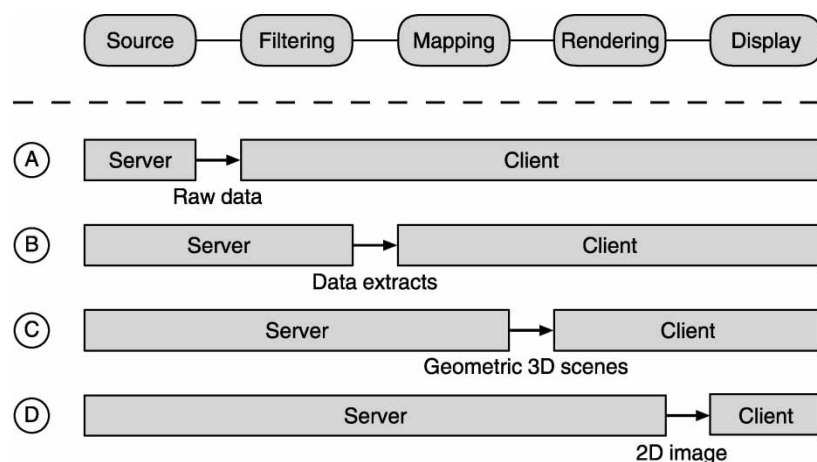 Source Filtering Mapping Rendering Display
A Server Client
Raw data
B Server Client
Data extracts
C Server Client
Geometric 3D scenes
D Server Client
2D image